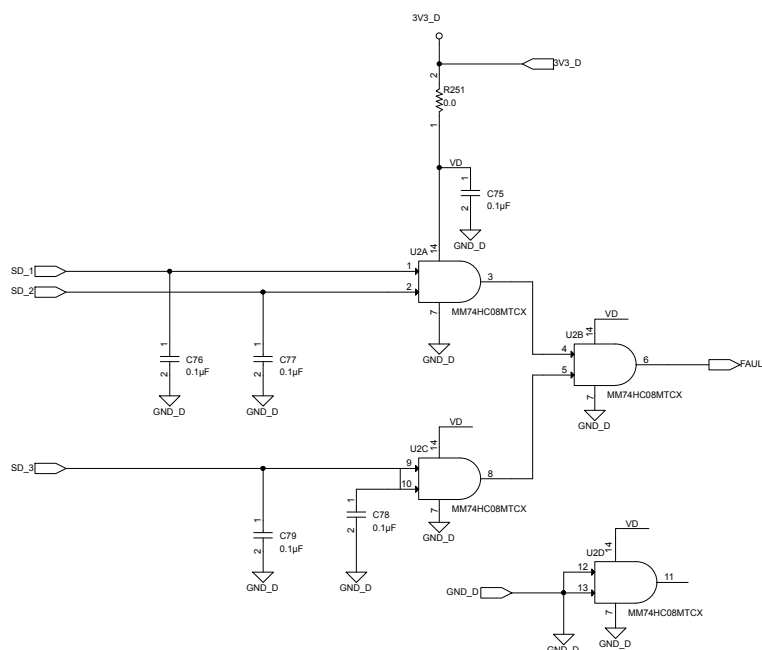 3V3_D
3V3_D
2
R251
0.0
1
VD
1
C75
0.1µF
2
GND_D
U2A
14
SD_1
1
3
SD_2
2
7
MM74HC08MTCX
GND_D
VD
U2B
14
4
6
FAUL
5
7
MM74HC08MTCX
GND_D
1
C76
0.1µF
2
GND_D
1
C77
0.1µF
2
GND_D
VD
U2C
14
SD_3
9
8
10
7
MM74HC08MTCX
GND_D
1
C78
0.1µF
2
GND_D
1
C79
0.1µF
2
GND_D
VD
U2D
14
12
11
GND_D
13
7
MM74HC08MTCX
GND_D
GND_D